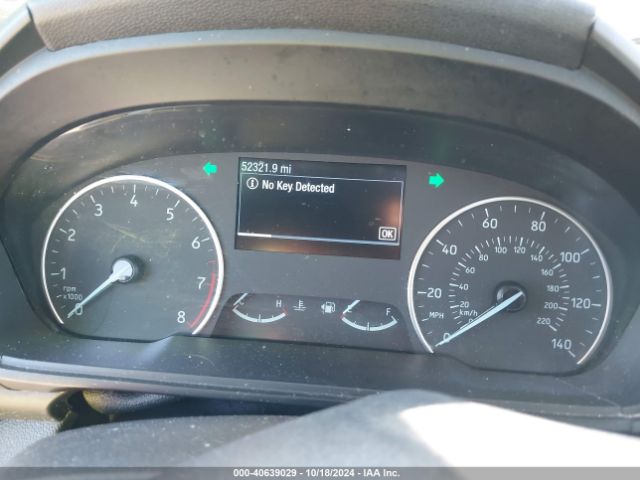 52321.9 mi
No Key Detected
OK
0 1 2 3 4 5 6 7 8
rpm
x1000
H
E F
0 20 40 60 80 100 120 140
20 40 60 80 100 120 140 160 180 200 220
MPH
km/h
000-40639029 - 10/18/2024 - IAA Inc.